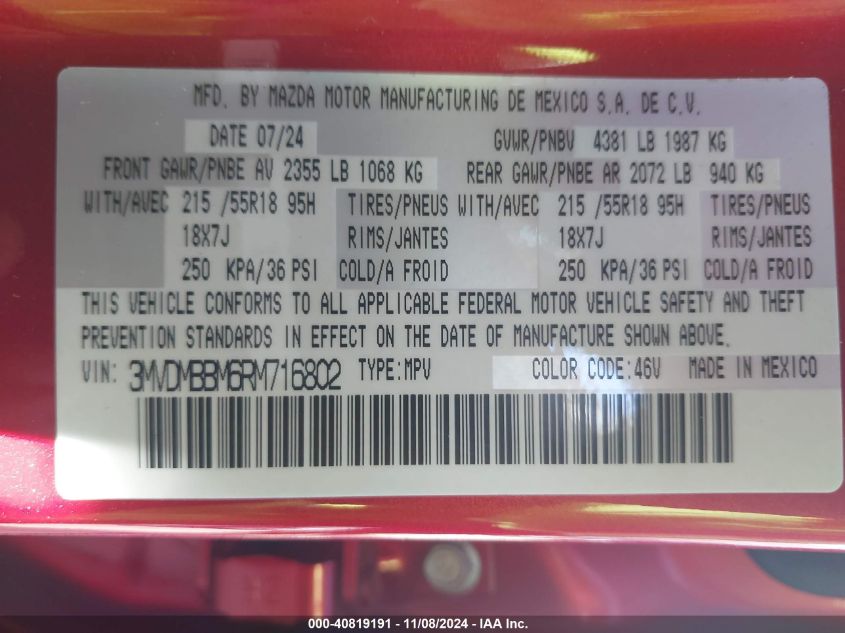 MFD. BY MAZDA MOTOR MANUFACTURING DE MEXICO S.A. DE C.V.
DATE 07/24 GVWR/PNBV 4381 LB 1987 KG
FRONT GAWR/PNBE AV 2355 LB 1068 KG REAR GAWR/PNBE AR 2072 LB 940 KG
WITH/AVEC 215 /55R18 95H TIRES/PNEUS WITH/AVEC 215 /55R18 95H TIRES/PNEUS
18X7J RIMS/JANTES 18X7J RIMS/JANTES
250 KPA/36 PSI COLD/A FROID 250 KPA/36 PSI COLD/A FROID
THIS VEHICLE CONFORMS TO ALL APPLICABLE FEDERAL MOTOR VEHICLE SAFETY AND THEFT
PREVENTION STANDARDS IN EFFECT ON THE DATE OF MANUFACTURE SHOWN ABOVE.
VIN: 3MVDMBBM6RM716802 TYPE:MPV COLOR CODE:46V MADE IN MEXICO
000-40819191 - 11/08/2024 - IAA Inc.